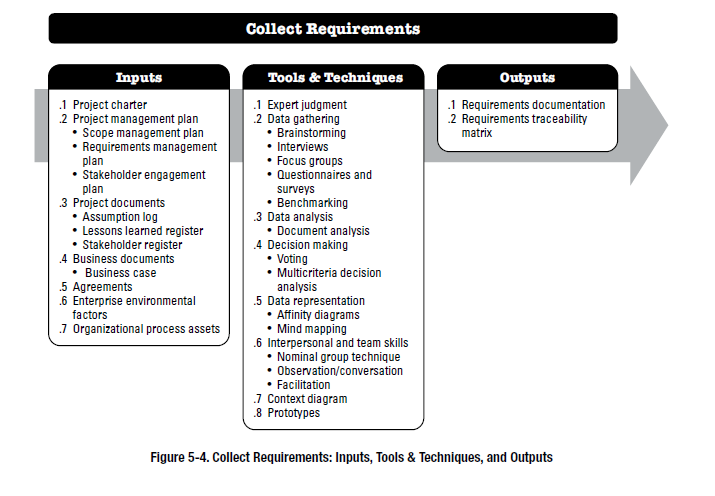 Collect Requirements
Inputs
.1 Project charter
.2 Project management plan
• Scope management plan
• Requirements management
plan
• Stakeholder engagement
plan
.3 Project documents
• Assumption log
• Lessons learned register
• Stakeholder register
.4 Business documents
• Business case
.5 Agreements
.6 Enterprise environmental
factors
.7 Organizational process assets
Tools & Techniques
.1 Expert judgment
.2 Data gathering
• Brainstorming
• Interviews
• Focus groups
• Questionnaires and
surveys
• Benchmarking
.3 Data analysis
• Document analysis
.4 Decision making
• Voting
• Multicriteria decision
analysis
.5 Data representation
• Affinity diagrams
• Mind mapping
.6 Interpersonal and team skills
• Nominal group technique
• Observation/conversation
• Facilitation
.7 Context diagram
.8 Prototypes
Outputs
.1 Requirements documentation
.2 Requirements traceability
matrix
Figure 5-4. Collect Requirements: Inputs, Tools & Techniques, and Outputs